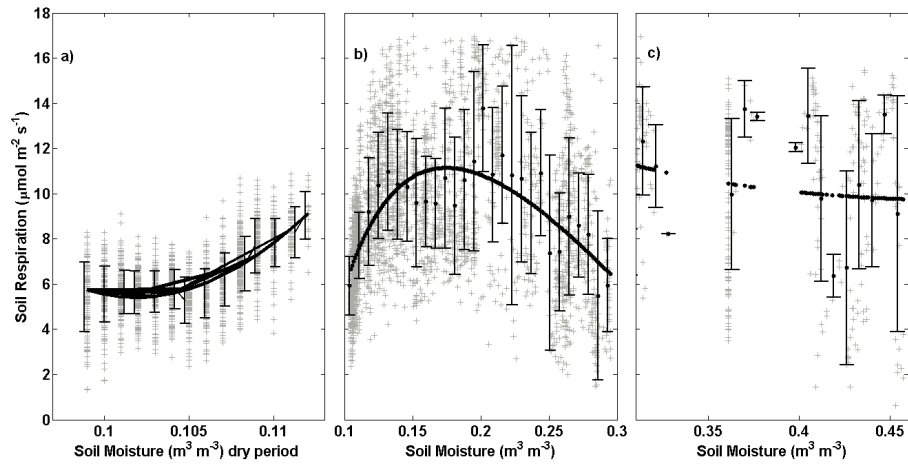 Soil Respiration (μmol m⁻² s⁻¹)
18
16
14
12
10
8
6
4
2
0
a)
0.1 0.105 0.11
Soil Moisture (m³ m⁻³) dry period
b)
0.1 0.15 0.2 0.25 0.3
Soil Moisture (m³ m⁻³)
c)
0.35 0.4 0.45
Soil Moisture (m³ m⁻³)